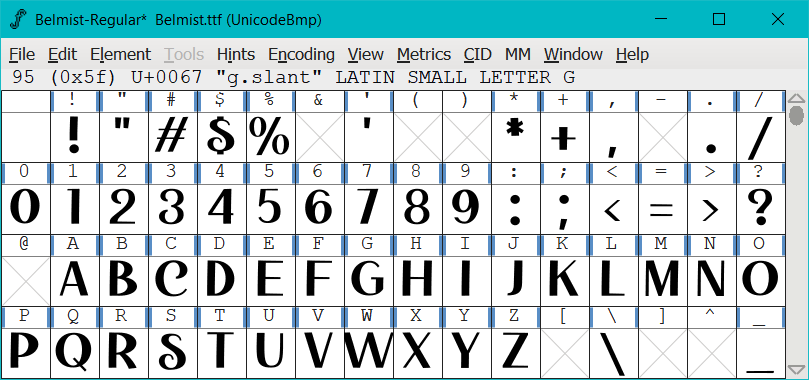 Belmist-Regular* Belmist.ttf (UnicodeBmp)
File Edit Element Tools Hints Encoding View Metrics CID MM Window Help
95 (0x5f) U+0067 "g.slant" LATIN SMALL LETTER G
! " # $ % & ' ( ) * + , - . /
! " # $ % ' * + , . /
0 1 2 3 4 5 6 7 8 9 : ; < = > ?
0 1 2 3 4 5 6 7 8 9 : ; < = > ?
@ A B C D E F G H I J K L M N O
A B C D E F G H I J K L M N O
P Q R S T U V W X Y Z [ \ ] ^ _
P Q R S T U V W X Y Z \ _